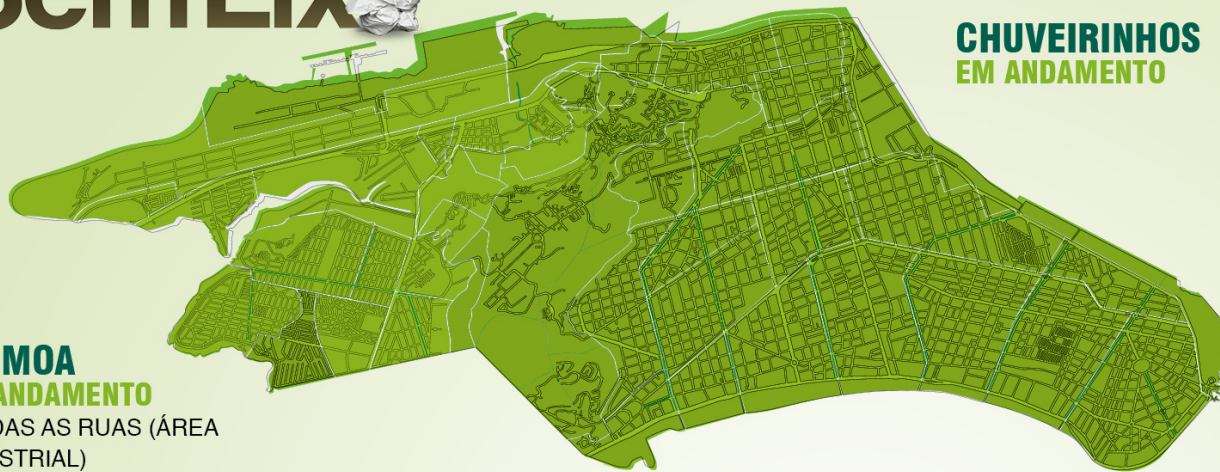 CHUVEIRINHOS
EM ANDAMENTO
MOA
ANDAMENTO
DAS AS RUAS (ÁREA
STRIAL)